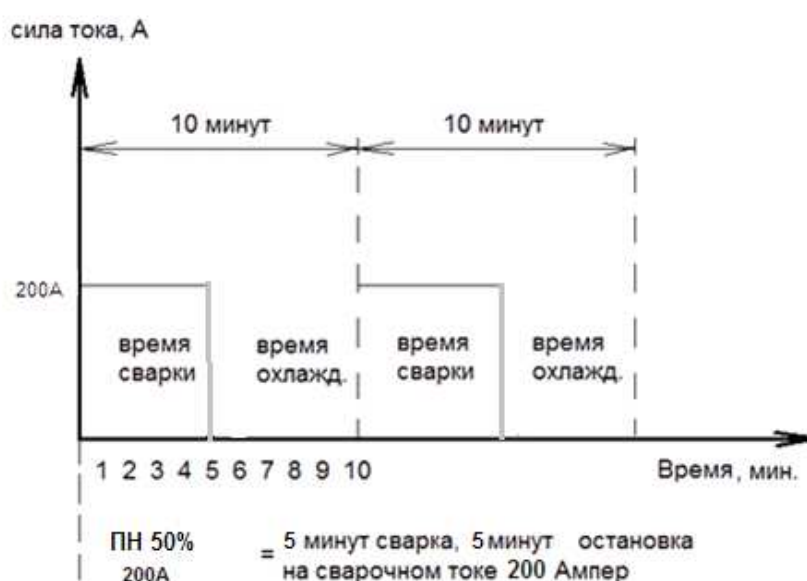 сила тока, А
10 минут 10 минут
200А
время время время время
сварки охлажд. сварки охлажд.
1 2 3 4 5 6 7 8 9 10 Время, мин.
ПН 50% = 5 минут сварка, 5 минут остановка
200А на сварочном токе 200 Ампер